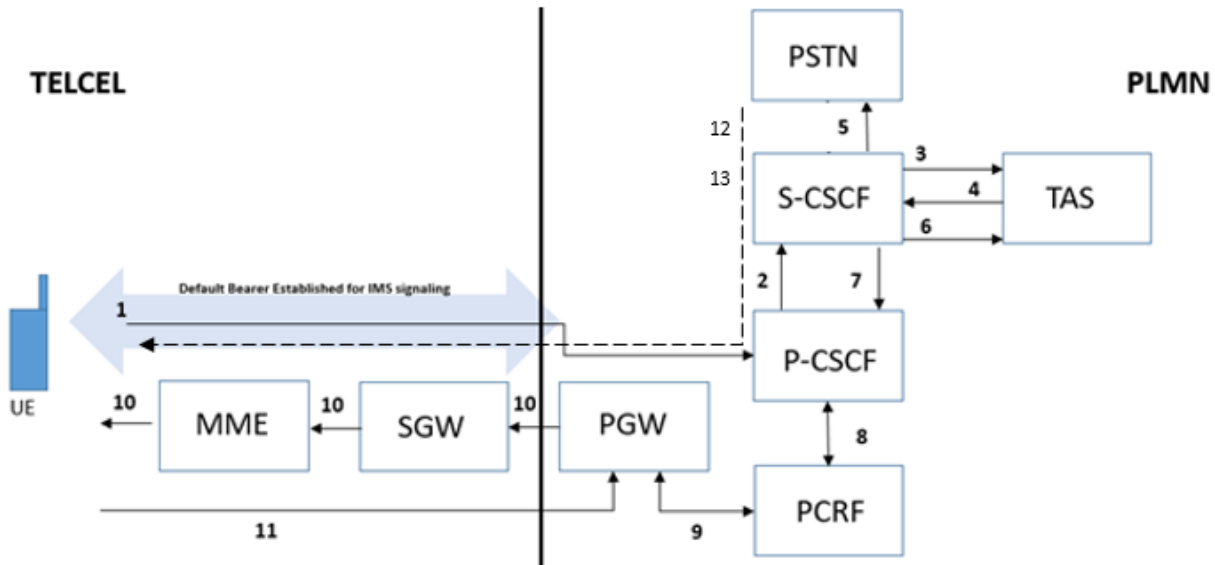 PSTN
TELCEL
PLMN
12
5
3
13
S-CSCF
4
TAS
6
Default Bearer Established for IMS signaling
2
7
1
P-CSCF
UE
10
MME
10
SGW
10
PGW
8
PCRF
11
9